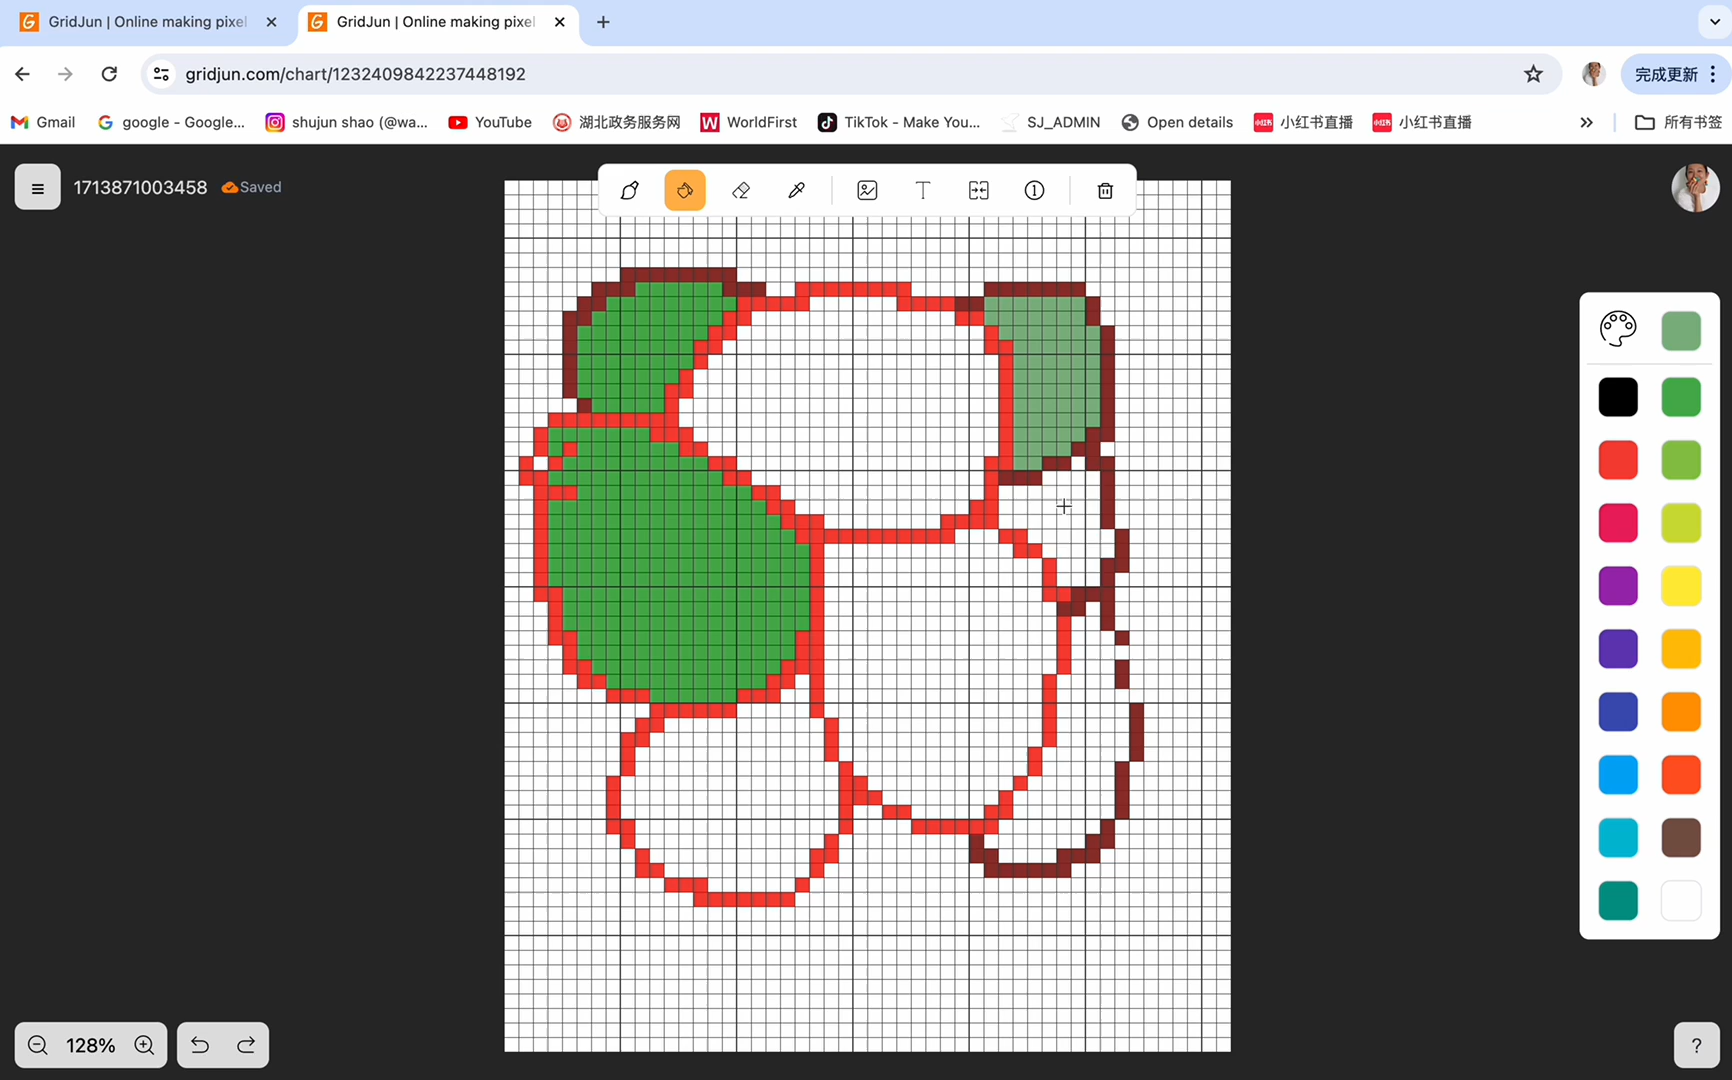 GridJun | Online making pixel
GridJun | Online making pixel
gridjun.com/chart/1232409842237448192
完成更新
Gmail
google - Google...
shujun shao (@wa...
YouTube
湖北政务服务网
WorldFirst
TikTok - Make You...
SJ_ADMIN
Open details
小红书直播
小红书直播
所有书签
1713871003458
Saved
128%
?